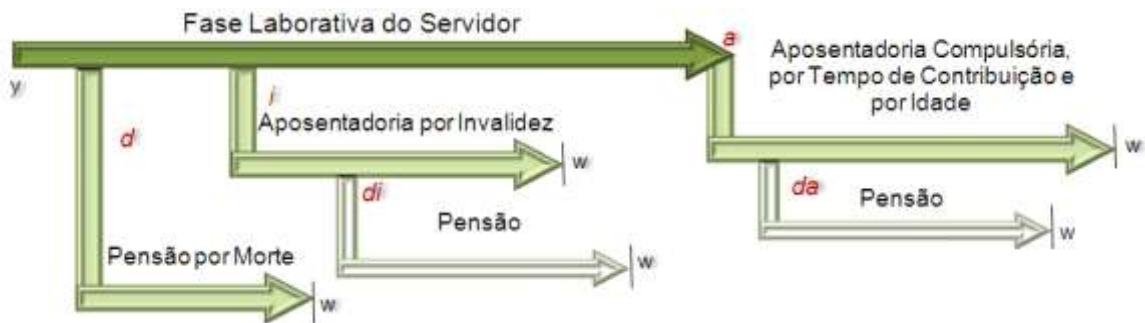 Fase Laborativa do Servidor
a
Aposentadoria Compulsória,
por Tempo de Contribuição e
por Idade
y
i
d
Aposentadoria por Invalidez
w
w
di
da
Pensão
Pensão
w
w
Pensão por Morte
w